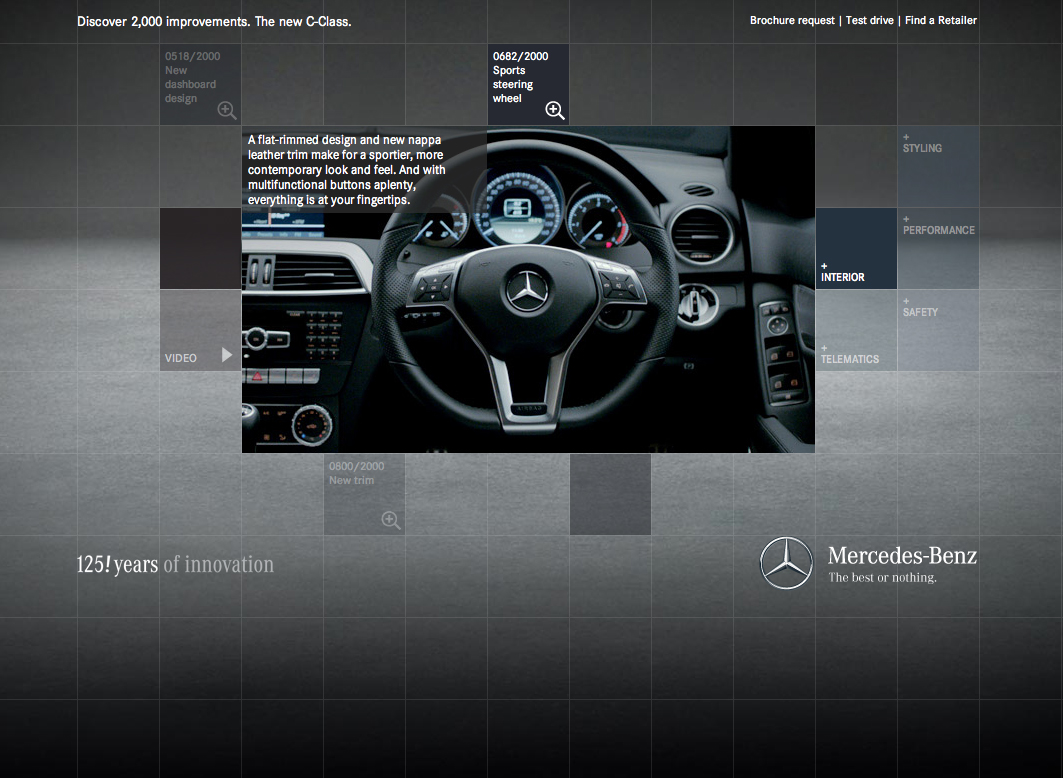 Discover 2,000 improvements. The new C-Class.
Brochure request | Test drive | Find a Retailer
0518/2000
New
dashboard
design
0682/2000
Sports
steering
wheel
A flat-rimmed design and new nappa
leather trim make for a sportier, more
contemporary look and feel. And with
multifunctional buttons aplenty,
everything is at your fingertips.
+
STYLING
+
PERFORMANCE
+
INTERIOR
+
SAFETY
+
TELEMATICS
VIDEO
AIRBAG
0800/2000
New trim
125! years of innovation
Mercedes-Benz
The best or nothing.